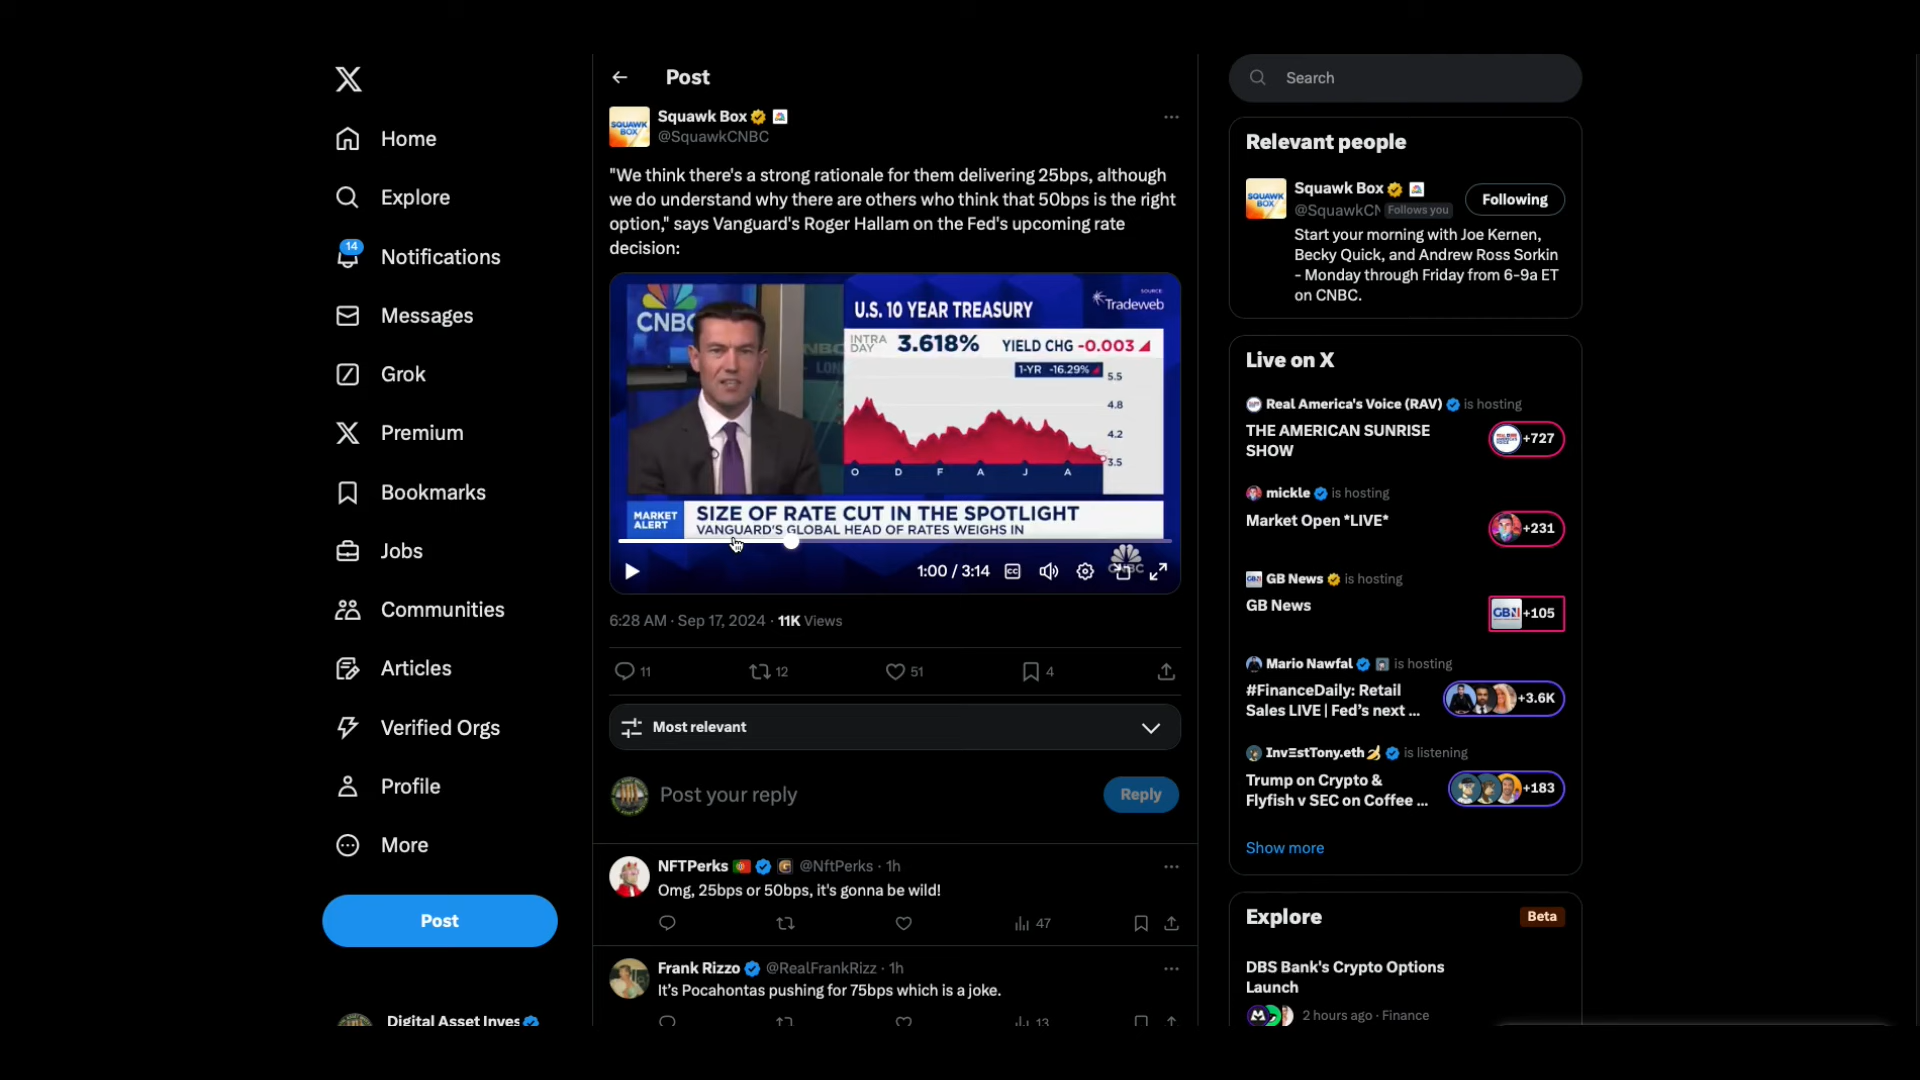 Home
Explore
14
Notifications
Messages
Grok
Premium
Bookmarks
Jobs
Communities
Articles
Verified Orgs
Profile
More
Post
Digital Asset Inves
Post
Squawk Box
@SquawkCNBC
"We think there's a strong rationale for them delivering 25bps, although
we do understand why there are others who think that 50bps is the right
option," says Vanguard's Roger Hallam on the Fed's upcoming rate
decision:
CNBC
U.S. 10 YEAR TREASURY
SOURCE
Tradeweb
INTRA DAY 3.618% YIELD CHG -0.003
1-YR -16.29%
5.5
4.8
4.2
3.5
O D F A J A
MARKET ALERT
SIZE OF RATE CUT IN THE SPOTLIGHT
VANGUARD'S GLOBAL HEAD OF RATES WEIGHS IN
CNBC
1:00 / 3:14 CC
6:28 AM · Sep 17, 2024 · 11K Views
11 12 51 4
Most relevant
Post your reply
Reply
NFTPerks @NftPerks · 1h
Omg, 25bps or 50bps, it's gonna be wild!
47
Frank Rizzo @RealFrankRizz · 1h
It's Pocahontas pushing for 75bps which is a joke.
13
Search
Relevant people
SQUAWK BOX
Squawk Box
@SquawkCN Follows you
Following
Start your morning with Joe Kernen,
Becky Quick, and Andrew Ross Sorkin
- Monday through Friday from 6-9a ET
on CNBC.
Live on X
Real America's Voice (RAV) is hosting
THE AMERICAN SUNRISE
SHOW
+727
mickle is hosting
Market Open *LIVE*
+231
GB News is hosting
GB News
GBN +105
Mario Nawfal is hosting
#FinanceDaily: Retail
Sales LIVE | Fed's next ...
+3.6K
InvΞstTony.eth is listening
Trump on Crypto &
Flyfish v SEC on Coffee ...
+183
Show more
Explore
Beta
DBS Bank's Crypto Options
Launch
2 hours ago · Finance